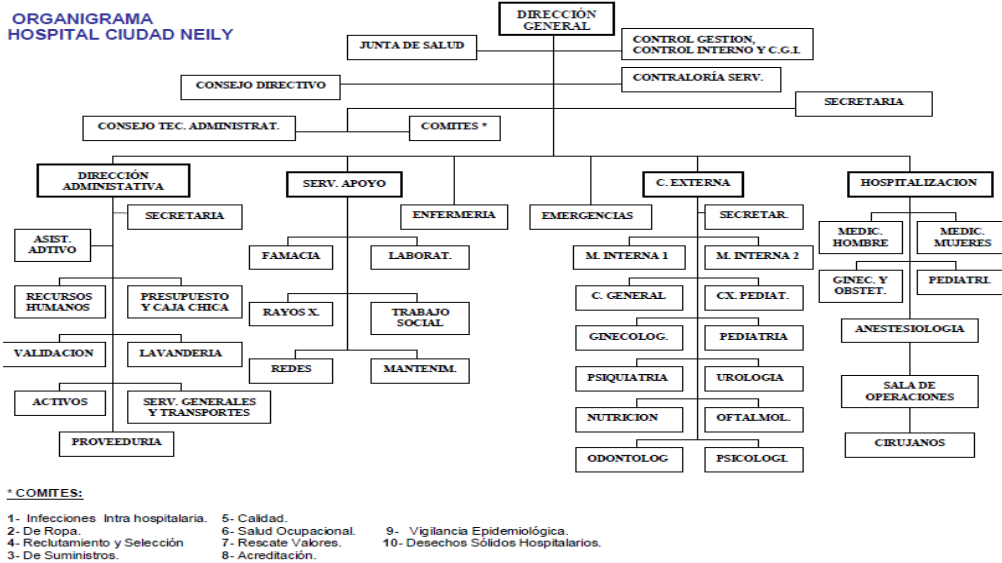 ORGANIGRAMA
HOSPITAL CIUDAD NEILY
DIRECCIÓN
GENERAL
JUNTA DE SALUD
CONTROL GESTION,
CONTROL INTERNO Y C.G.I.
CONSEJO DIRECTIVO
CONTRALORÍA SERV.
SECRETARIA
CONSEJO TEC. ADMINISTRAT.
COMITES *
DIRECCIÓN
ADMINISTATIVA
SERV. APOYO
C. EXTERNA
HOSPITALIZACION
SECRETARIA
ENFERMERIA
EMERGENCIAS
SECRETAR.
ASIST.
ADTIVO
FAMACIA
LABORAT.
M. INTERNA 1
M. INTERNA 2
MEDIC.
HOMBRE
MEDIC.
MUJERES
RECURSOS
HUMANOS
PRESUPUESTO
Y CAJA CHICA
RAYOS X.
TRABAJO
SOCIAL
C. GENERAL
CX. PEDIAT.
GINEC. Y
OBSTET.
PEDIATRI.
VALIDACION
LAVANDERIA
REDES
MANTENIM.
GINECOLOG.
PEDIATRIA
ANESTESIOLOGIA
ACTIVOS
SERV. GENERALES
Y TRANSPORTES
PSIQUIATRIA
UROLOGIA
SALA DE
OPERACIONES
PROVEEDURIA
NUTRICION
OFTALMOL.
CIRUJANOS
ODONTOLOG
PSICOLOGI.
* COMITES:
1- Infecciones Intra hospitalaria. 5- Calidad.
2- De Ropa. 6- Salud Ocupacional. 9- Vigilancia Epidemiológica.
4- Reclutamiento y Selección 7- Rescate Valores. 10- Desechos Sólidos Hospitalarios.
3- De Suministros. 8- Acreditación.